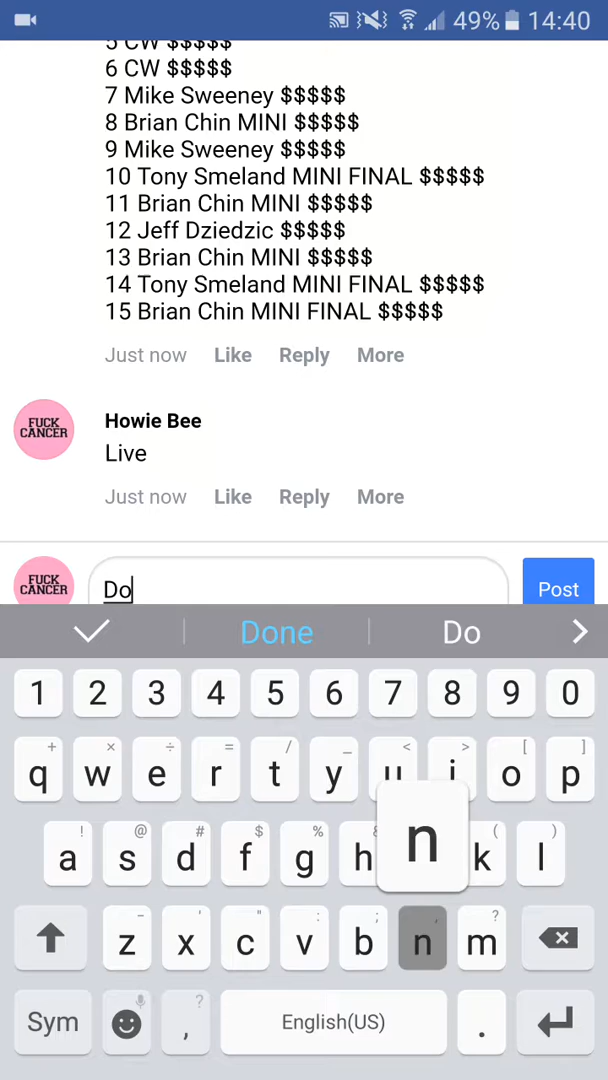 49% 14:40
5 CW $$$$$
6 CW $$$$$
7 Mike Sweeney $$$$$
8 Brian Chin MINI $$$$$
9 Mike Sweeney $$$$$
10 Tony Smeland MINI FINAL $$$$$
11 Brian Chin MINI $$$$$
12 Jeff Dziedzic $$$$$
13 Brian Chin MINI $$$$$
14 Tony Smeland MINI FINAL $$$$$
15 Brian Chin MINI FINAL $$$$$
Just now Like Reply More
FUCK
CANCER
Howie Bee
Live
Just now Like Reply More
FUCK
CANCER
Do
Post
Done Do
1 2 3 4 5 6 7 8 9 0
+ × ÷ = / _ < > [ ]
q w e r t y u i o p
! @ # $ % ( )
a s d f g h n k l
- ' " : ; , ?
z x c v b n m
?
Sym , English(US) .